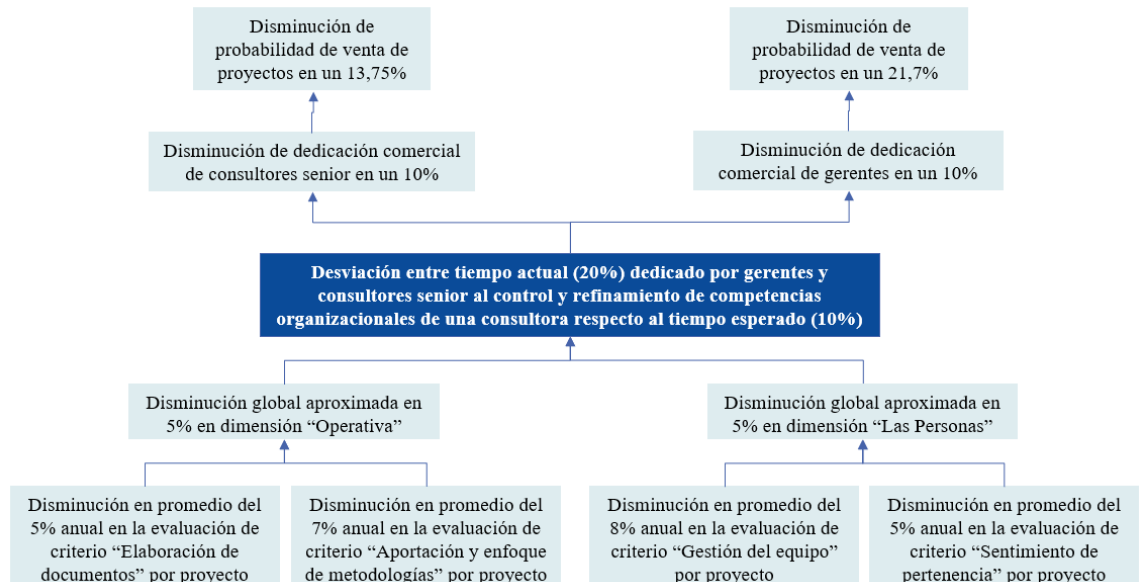 Disminución de
probabilidad de venta de
proyectos en un 13,75%
Disminución de
probabilidad de venta de
proyectos en un 21,7%
Disminución de dedicación comercial
de consultores senior en un 10%
Disminución de dedicación
comercial de gerentes en un 10%
Desviación entre tiempo actual (20%) dedicado por gerentes y
consultores senior al control y refinamiento de competencias
organizacionales de una consultora respecto al tiempo esperado (10%)
Disminución global aproximada en
5% en dimensión “Operativa”
Disminución global aproximada en
5% en dimensión “Las Personas”
Disminución en promedio del
5% anual en la evaluación de
criterio “Elaboración de
documentos” por proyecto
Disminución en promedio del
7% anual en la evaluación de
criterio “Aportación y enfoque
de metodologías” por proyecto
Disminución en promedio del
8% anual en la evaluación de
criterio “Gestión del equipo”
por proyecto
Disminución en promedio del
5% anual en la evaluación de
criterio “Sentimiento de
pertenencia” por proyecto